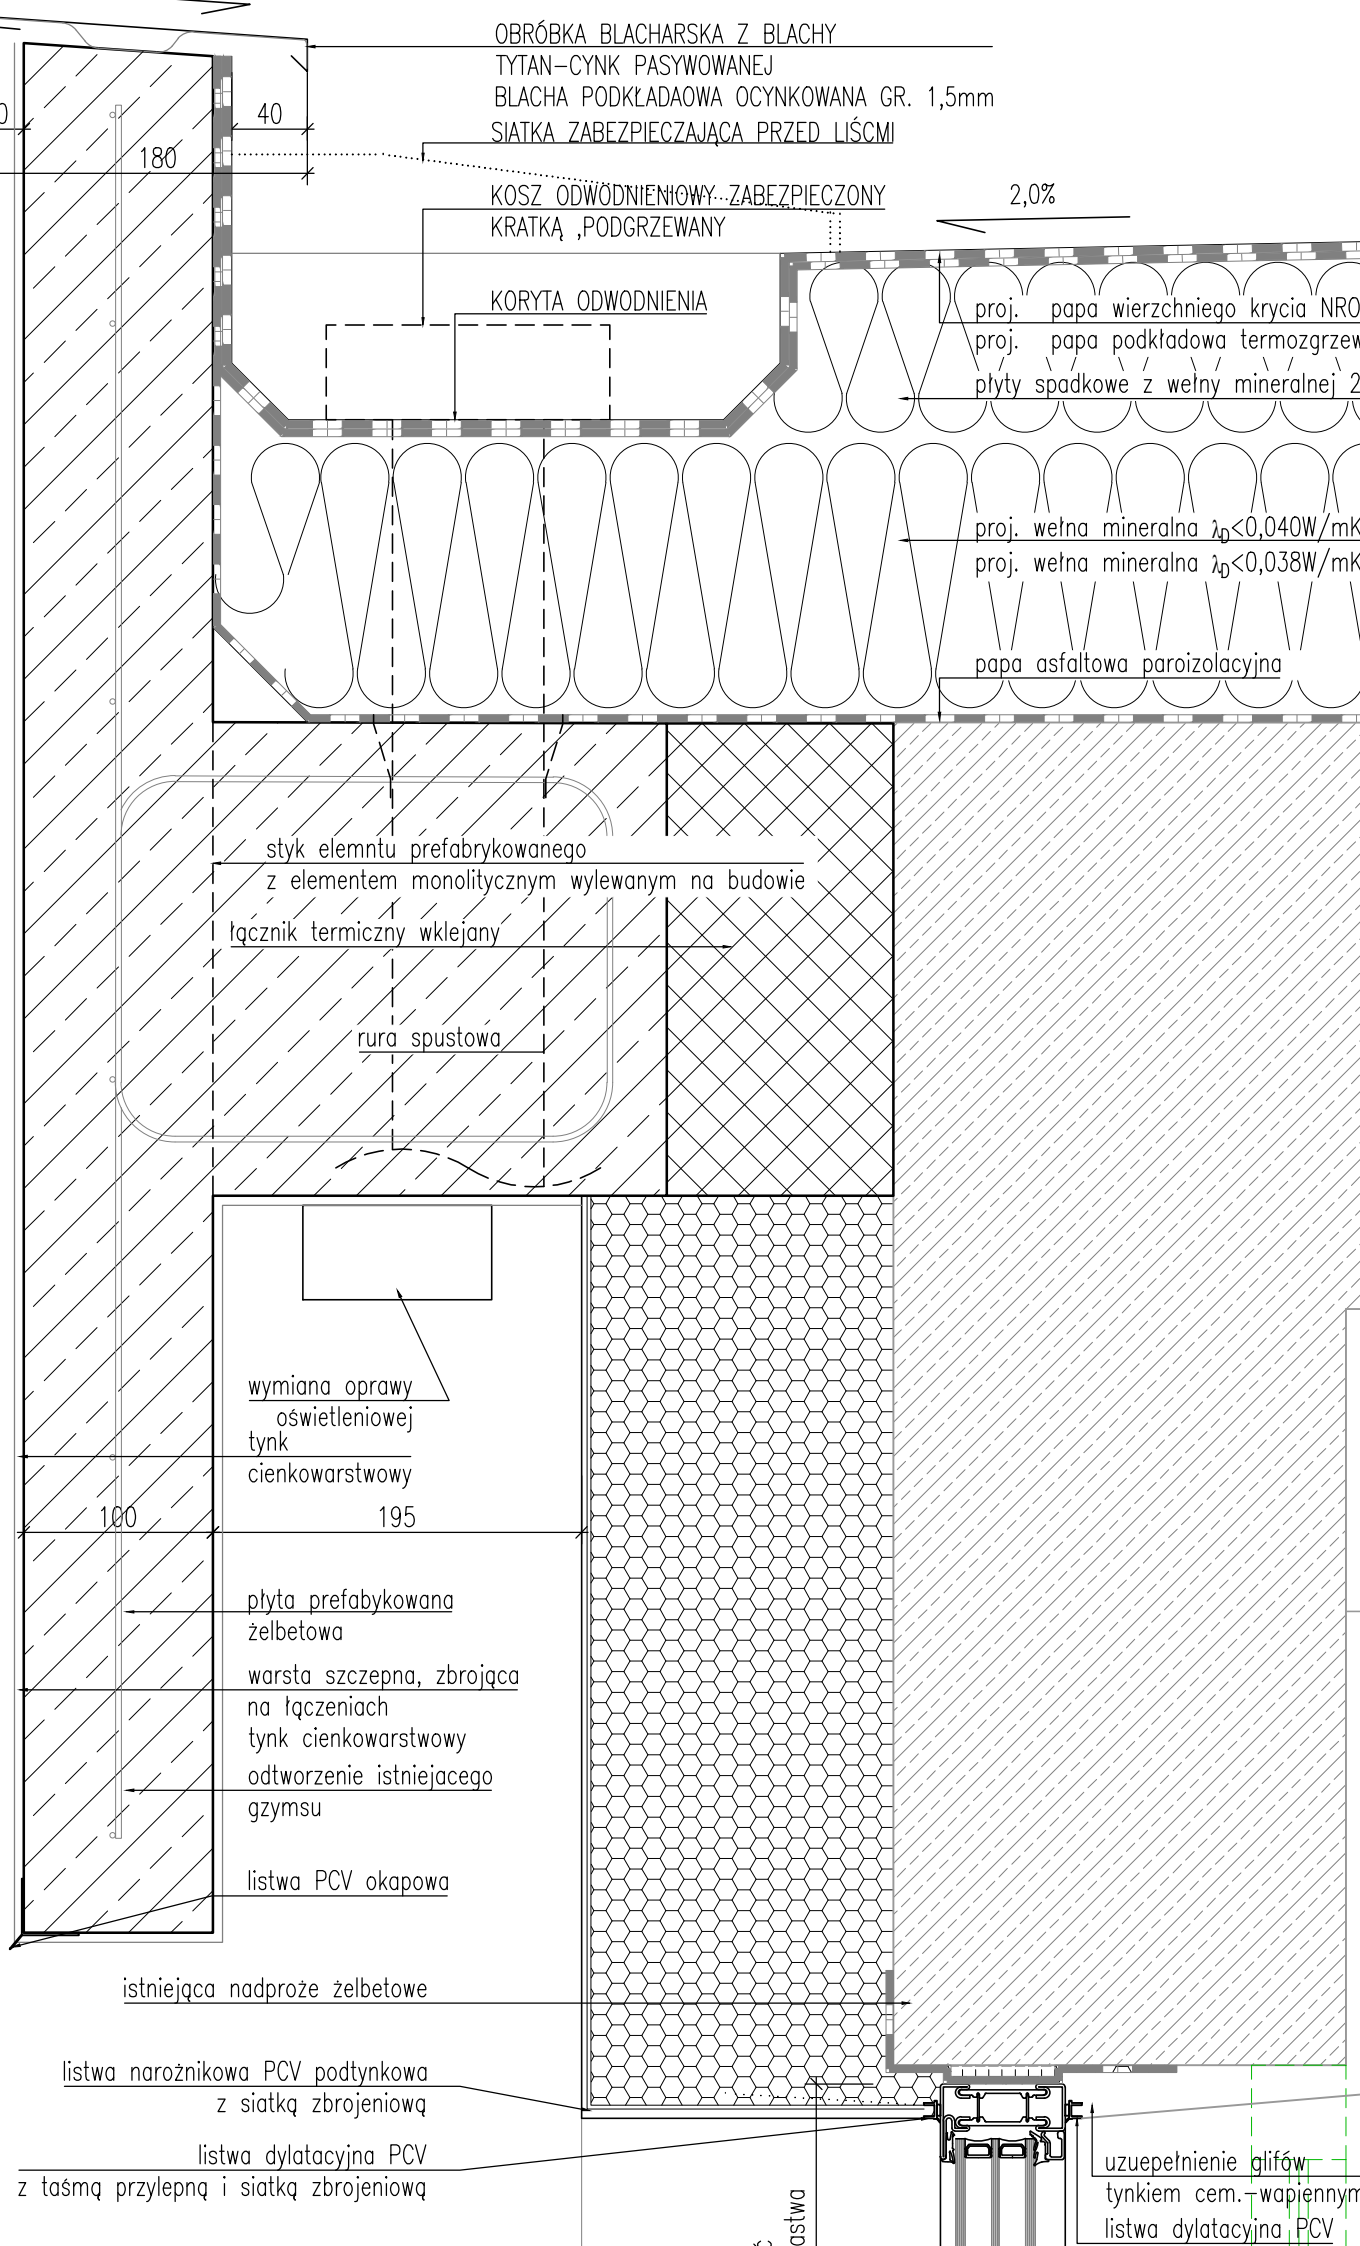 OBRÓBKA BLACHARSKA Z BLACHY
TYTAN-CYNK PASYWOWANEJ
BLACHA PODKŁADAOWA OCYNKOWANA GR. 1,5mm
0
40
180
SIATKA ZABEZPIECZAJĄCA PRZED LIŚCMI
KOSZ ODWODNIENIOWY ZABEZPIECZONY
KRATKĄ ,PODGRZEWANY
2,0%
KORYTA ODWODNIENIA
proj. papa wierzchniego krycia NRO
proj. papa podkładowa termozgrzew
płyty spadkowe z wełny mineralnej 2
proj. wełna mineralna λD<0,040W/mK
proj. wełna mineralna λD<0,038W/mK
papa asfaltowa paroizolacyjna
styk elemntu prefabrykowanego
z elementem monolitycznym wylewanym na budowie
łącznik termiczny wklejany
rura spustowa
wymiana oprawy
oświetleniowej
tynk
cienkowarstwowy
100
195
płyta prefabykowana
żelbetowa
warsta szczepna, zbrojąca
na łączeniach
tynk cienkowarstwowy
odtworzenie istniejacego
gzymsu
listwa PCV okapowa
istniejąca nadproże żelbetowe
listwa narożnikowa PCV podtynkowa
z siatką zbrojeniową
listwa dylatacyjna PCV
z taśmą przylepną i siatką zbrojeniową
astwa
uzuepełnienie glifów
tynkiem cem.-wapiennym
listwa dylatacyjna PCV